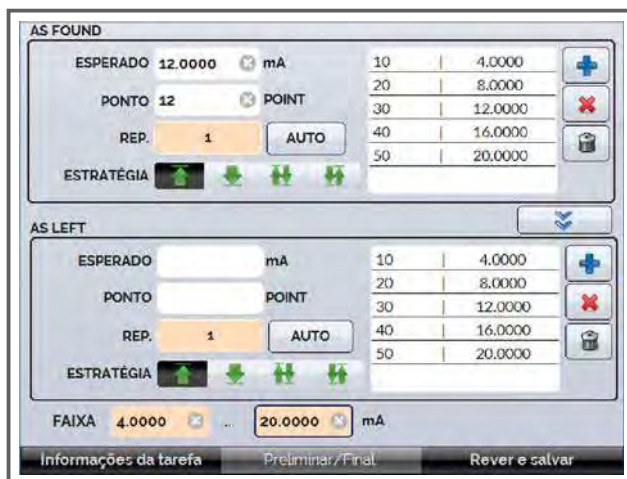 AS FOUND
ESPERADO 12.0000 mA
PONTO 12 POINT
REP. 1 AUTO
ESTRATÉGIA
10 | 4.0000
20 | 8.0000
30 | 12.0000
40 | 16.0000
50 | 20.0000
AS LEFT
ESPERADO mA
PONTO POINT
REP. 1 AUTO
ESTRATÉGIA
10 | 4.0000
20 | 8.0000
30 | 12.0000
40 | 16.0000
50 | 20.0000
FAIXA 4.0000 .. 20.0000 mA
Informações da tarefa Preliminar/Final Rever e salvar